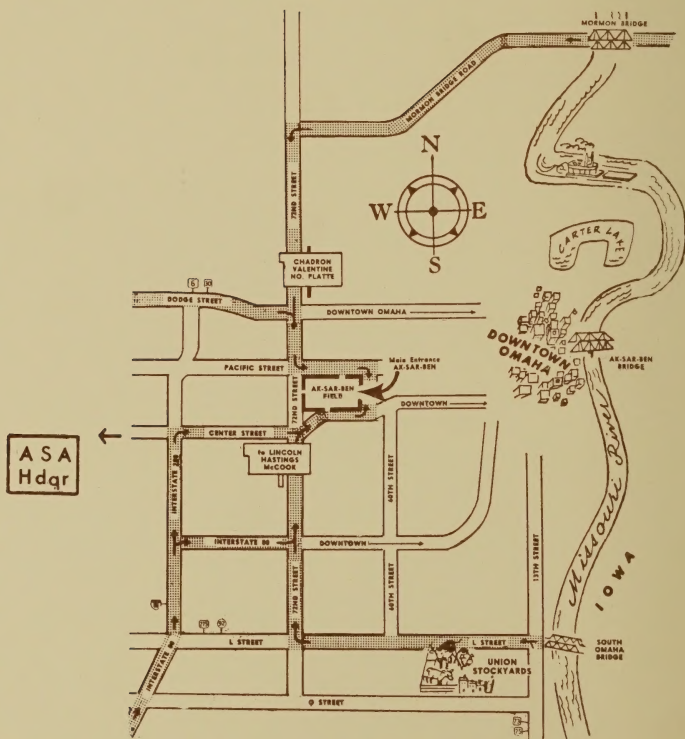 MORMON BRIDGE
MORMON BRIDGE ROAD
72ND STREET
N
W E
S
CARTER LAKE
CHADRON
VALENTINE
NO. PLATTE
6
DODGE STREET
DOWNTOWN OMAHA
DOWNTOWN
OMAHA
AK-SAR-BEN
BRIDGE
PACIFIC STREET
Main Entrance
AK-SAR-BEN
AK-SAR-BEN
FIELD
72ND STREET
DOWNTOWN
CENTER STREET
ASA
Hdqr
to LINCOLN
HASTINGS
McCOOK
60TH STREET
INTERSTATE 280
INTERSTATE 80
DOWNTOWN
72ND STREET
60TH STREET
13TH STREET
Missouri River
IOWA
L STREET
L STREET
SOUTH
OMAHA
BRIDGE
UNION
STOCKYARDS
INTERSTATE 80
Q STREET